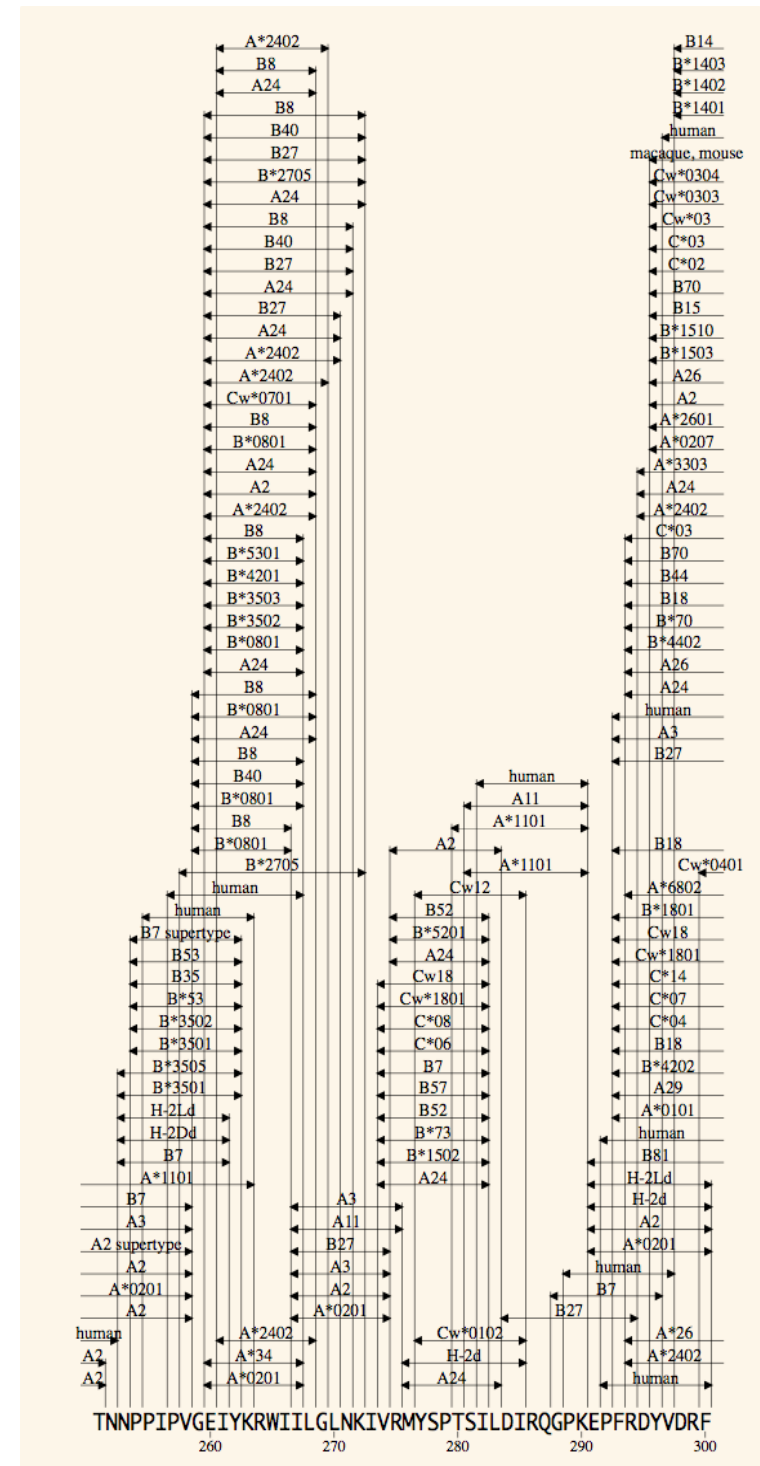 A*2402 B14
B8 B*1403
A24 B*1402
B8 B*1401
B40 human
B27 macaque, mouse
B*2705 Cw*0304
A24 Cw*0303
B8 Cw*03
B40 C*03
B27 C*02
A24 B70
B27 B15
A24 B*1510
A*2402 B*1503
A*2402 A26
Cw*0701 A2
B8 A*2601
B*0801 A*0207
A24 A*3303
A2 A24
A*2402 A*2402
B8 C*03
B*5301 B70
B*4201 B44
B*3503 B18
B*3502 B*70
B*0801 B*4402
A24 A26
B8 A24
B*0801 human
A24 A3
B8 B27
B40 human
B*0801 A11
B8 A*1101
B*0801 A2 B18
B*2705 A*1101 Cw*0401
human Cw12 A*6802
human B52 B*1801
B7 supertype B*5201 Cw18
B53 A24 Cw*1801
B35 Cw18 C*14
B*53 Cw*1801 C*07
B*3502 C*08 C*04
B*3501 C*06 B18
B*3505 B7 B*4202
B*3501 B57 A29
H-2Ld B52 A*0101
H-2Dd B*73 human
B7 B*1502 B81
A*1101 A24 H-2Ld
B7 A3 H-2d
A3 A11 A2
A2 supertype B27 A*0201
A2 A3 human
A*0201 A2 B7
A2 A*0201 B27
human A*2402 Cw*0102 A*26
A2 A*34 H-2d A*2402
A2 A*0201 A24 human
TNNPPIPVGEIYKRWIILGLNKIVRMYSPTSILDIRQGPKEPFRDYVDRF
260 270 280 290 300